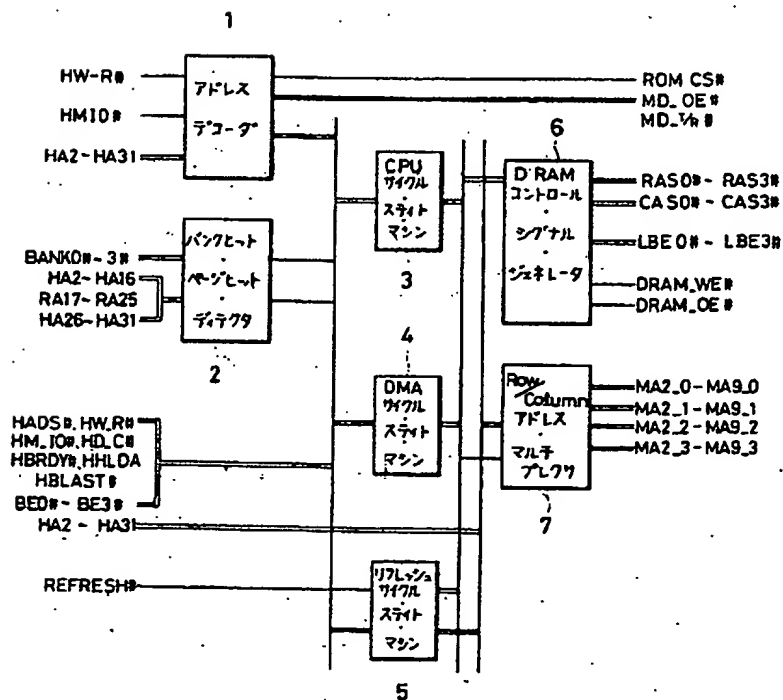 1
HW-R#
HMIO#
HA2~HA31
アドレス
デコーダ
ROM CS#
MD_OE#
MD_T/R#
BANK0#~3#
HA2~HA16
RA17~RA25
HA26~HA31
バンクヒット
・
ページヒット
・
ディテクタ
2
CPU
サイクル
・
ステイト
・
マシン
3
6
D'RAM
コントロール
・
シグナル
・
ジェネレータ
RAS0#~RAS3#
CAS0#~CAS3#
LBE0#~LBE3#
DRAM_WE#
DRAM_OE#
4
DMA
サイクル
・
ステイト
・
マシン
Row/Column
アドレス
・
マルチ
プレクサ
7
MA2_0-MA9_0
MA2_1-MA9_1
MA2_2-MA9_2
MA2_3-MA9_3
HADS#,HW_R#
HM_IO#,HD_C#
HBRDY#,HHLDA
HBLAST#
BE0#~BE3#
HA2~HA31
REFRESH#
リフレッシュ
サイクル
・
ステイト
・
マシン
5